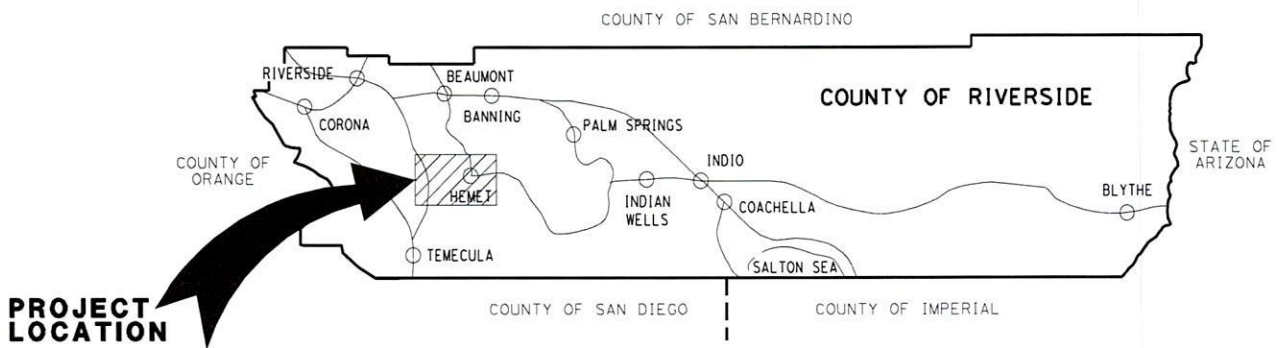 COUNTY OF SAN BERNARDINO
RIVERSIDE
BEAUMONT
COUNTY OF RIVERSIDE
BANNING
CORONA
PALM SPRINGS
COUNTY OF
ORANGE
STATE OF
ARIZONA
INDIO
HEMET
INDIAN
WELLS
COACHELLA
BLYTHE
TEMECULA
SALTON SEA
PROJECT
LOCATION
COUNTY OF SAN DIEGO
COUNTY OF IMPERIAL